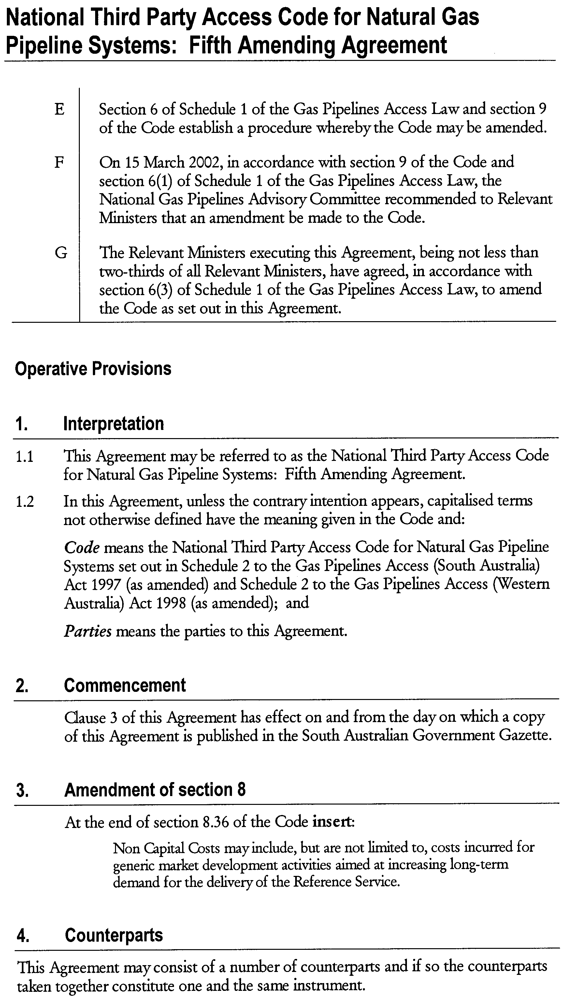 National Third Party Access Code for Natural Gas
Pipeline Systems: Fifth Amending Agreement
E Section 6 of Schedule 1 of the Gas Pipelines Access Law and section 9
of the Code establish a procedure whereby the Code may be amended.
F On 15 March 2002, in accordance with section 9 of the Code and
section 6(1) of Schedule 1 of the Gas Pipelines Access Law, the
National Gas Pipelines Advisory Committee recommended to Relevant
Ministers that an amendment be made to the Code.
G The Relevant Ministers executing this Agreement, being not less than
two-thirds of all Relevant Ministers, have agreed, in accordance with
section 6(3) of Schedule 1 of the Gas Pipelines Access Law, to amend
the Code as set out in this Agreement.
Operative Provisions
1. Interpretation
1.1 This Agreement may be referred to as the National Third Party Access Code
for Natural Gas Pipeline Systems: Fifth Amending Agreement.
1.2 In this Agreement, unless the contrary intention appears, capitalised terms
not otherwise defined have the meaning given in the Code and:
Code means the National Third Party Access Code for Natural Gas Pipeline
Systems set out in Schedule 2 to the Gas Pipelines Access (South Australia)
Act 1997 (as amended) and Schedule 2 to the Gas Pipelines Access (Western
Australia) Act 1998 (as amended); and
Parties means the parties to this Agreement.
2. Commencement
Clause 3 of this Agreement has effect on and from the day on which a copy
of this Agreement is published in the South Australian Government Gazette.
3. Amendment of section 8
At the end of section 8.36 of the Code insert:
Non Capital Costs may include, but are not limited to, costs incurred for
generic market development activities aimed at increasing long-term
demand for the delivery of the Reference Service.
4. Counterparts
This Agreement may consist of a number of counterparts and if so the counterparts
taken together constitute one and the same instrument.